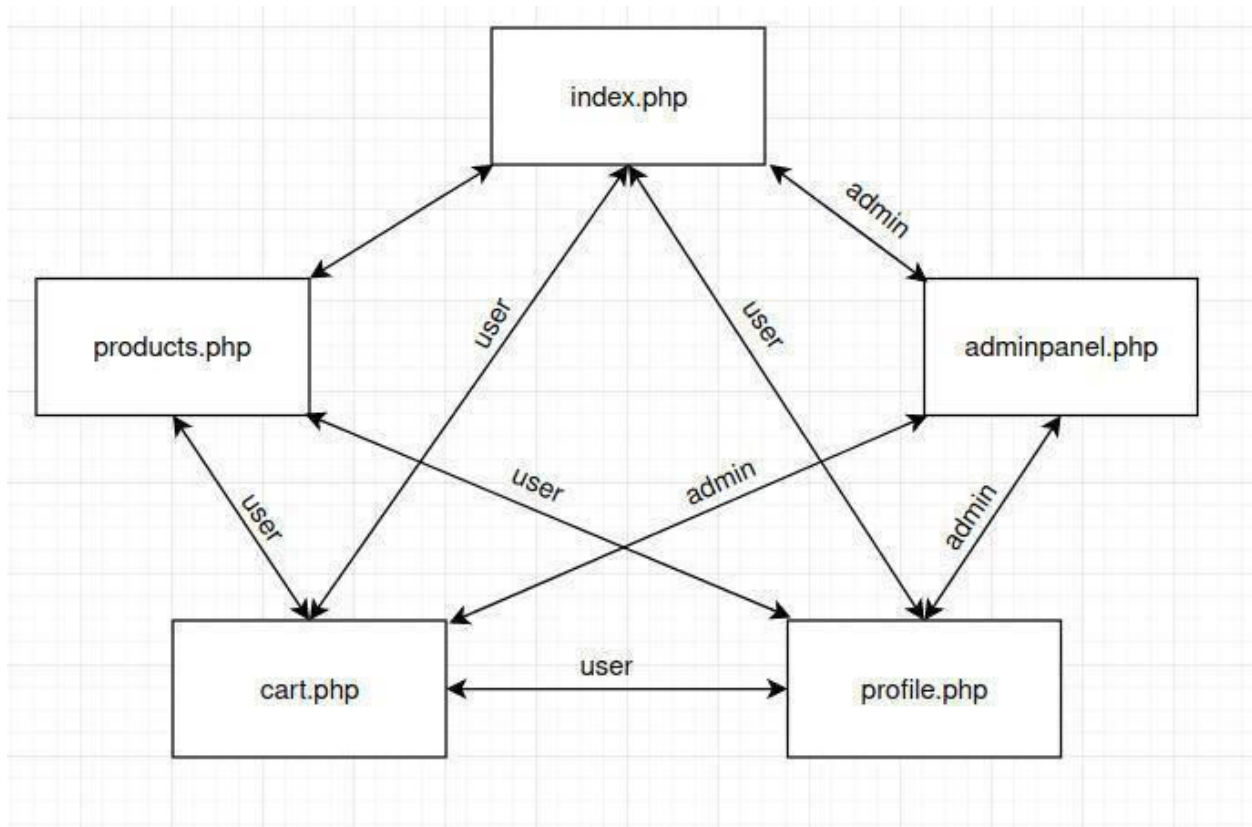 index.php
admin
products.php
user
user
adminpanel.php
user
user
admin
admin
cart.php
user
profile.php